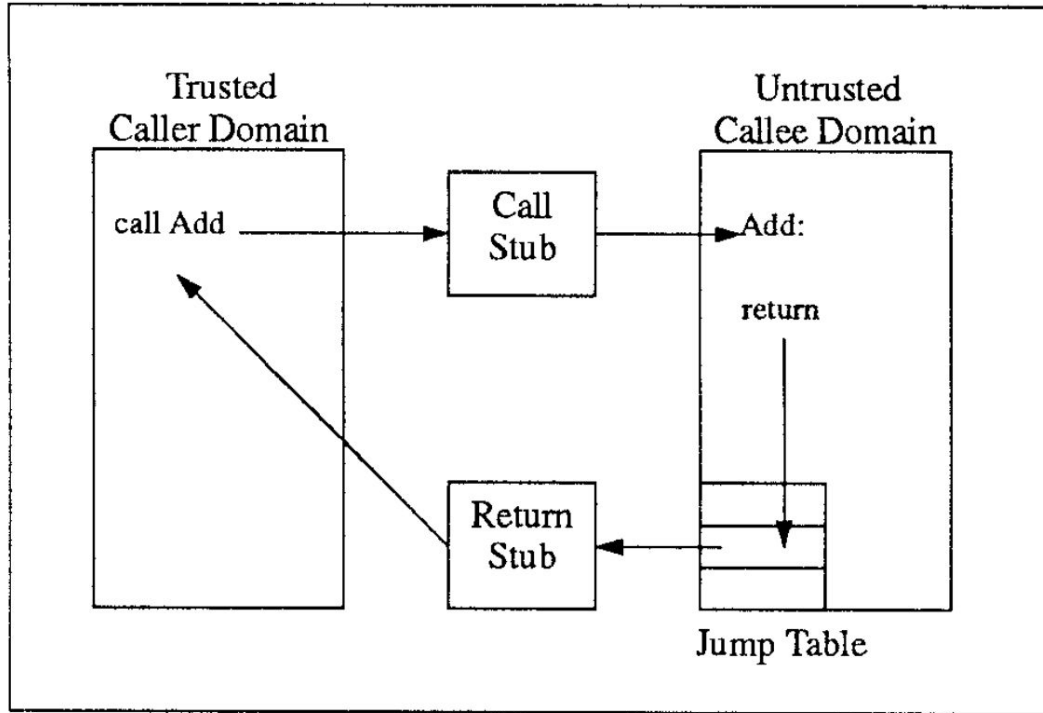 Trusted
Caller Domain
Untrusted
Callee Domain
call Add
Call
Stub
Add:
return
Return
Stub
Jump Table